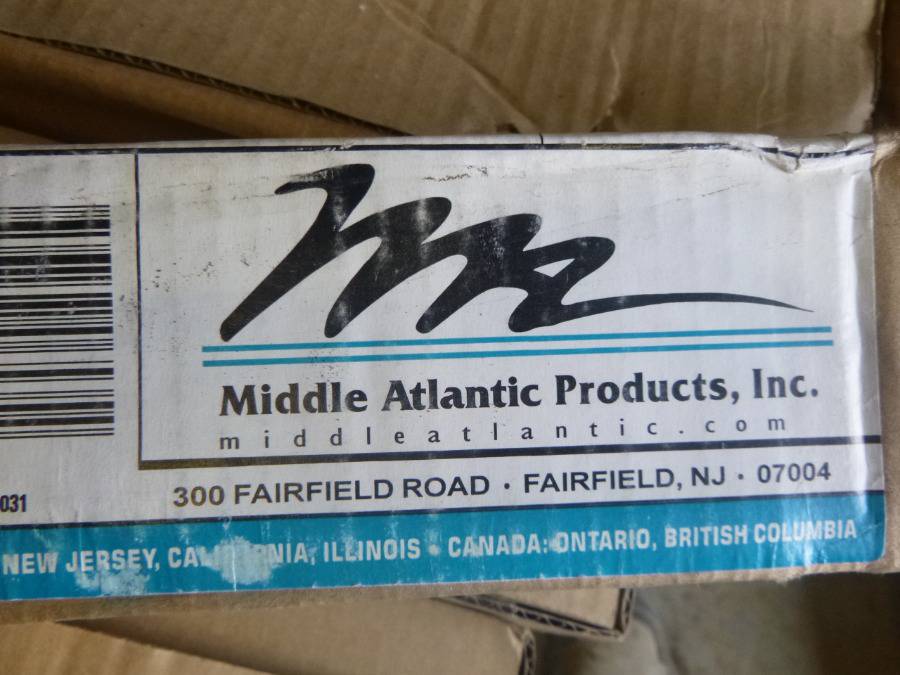 Middle Atlantic Products, Inc.
middleatlantic.com
300 FAIRFIELD ROAD · FAIRFIELD, NJ · 07004
031
NEW JERSEY, CALIFORNIA, ILLINOIS • CANADA: ONTARIO, BRITISH COLUMBIA